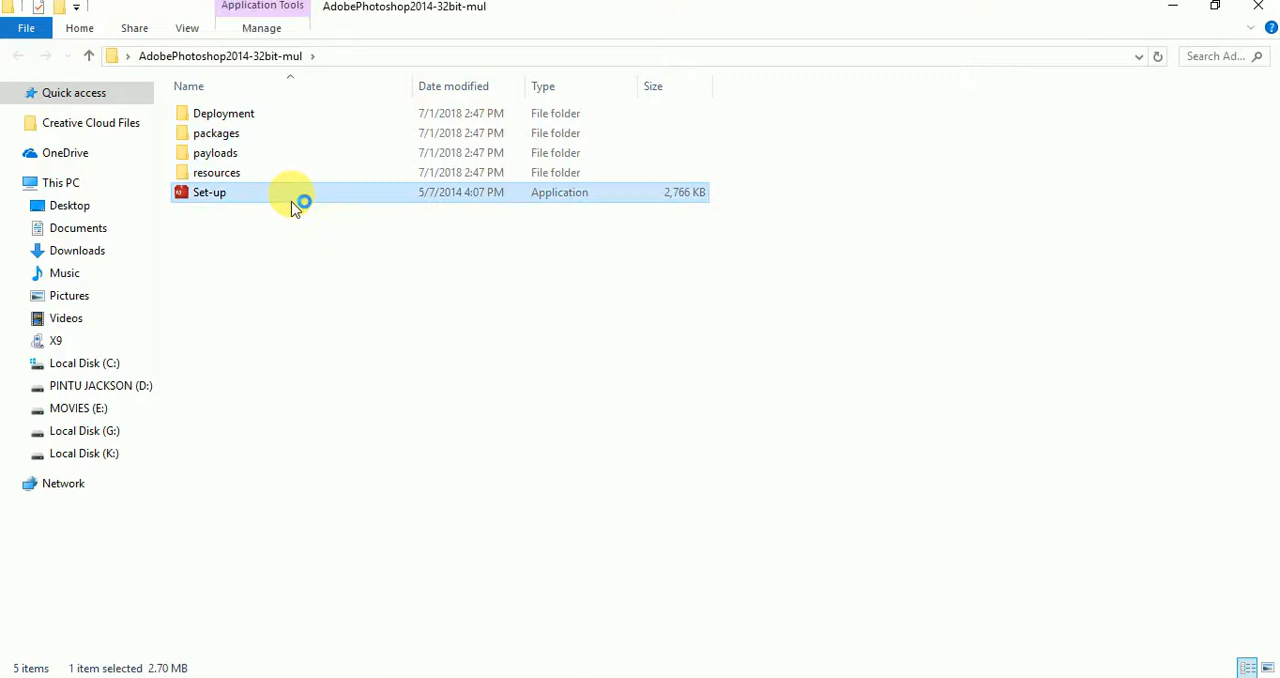 Application Tools AdobePhotoshop2014-32bit-mul
File Home Share View Manage
AdobePhotoshop2014-32bit-mul Search Ad...
Name Date modified Type Size
Quick access
Creative Cloud Files
OneDrive
This PC
Desktop
Documents
Downloads
Music
Pictures
Videos
X9
Local Disk (C:)
PINTU JACKSON (D:)
MOVIES (E:)
Local Disk (G:)
Local Disk (K:)
Network
Deployment 7/1/2018 2:47 PM File folder
packages 7/1/2018 2:47 PM File folder
payloads 7/1/2018 2:47 PM File folder
resources 7/1/2018 2:47 PM File folder
Set-up 5/7/2014 4:07 PM Application 2,766 KB
5 items 1 item selected 2.70 MB